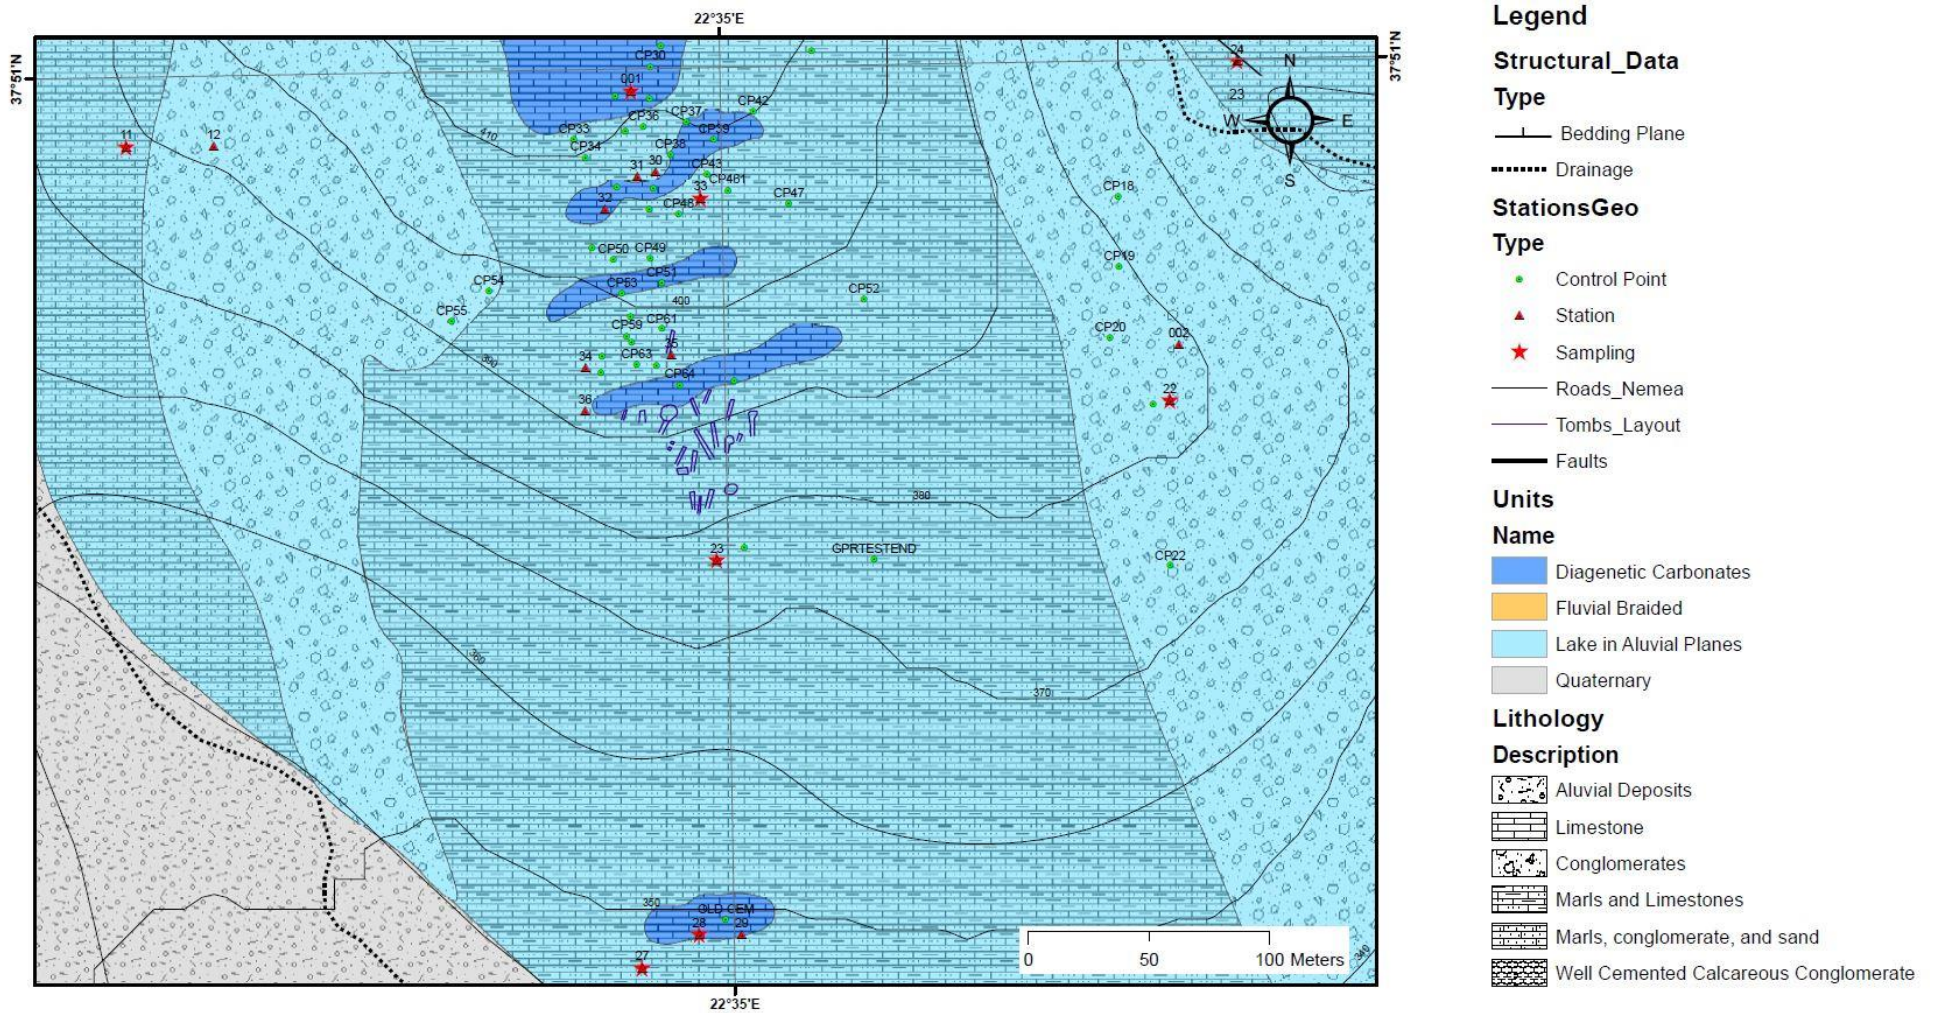 22°35'E
37°51'N
37°51'N
CP30
001
24
N
23
W
E
S
11
12
CP42
CP37
CP36
CP33
CP39
410
CP34
CP38
31
30
CP43
CP461
33
32
CP48
CP47
CP18
CP50
CP49
CP19
CP51
CP54
CP53
CP52
400
CP55
CP59
CP61
CP20
002
35
34
CP63
390
CP64
36
22
380
23
GPRTESTEND
CP22
360
370
350
OLD CEM
28
29
27
340
0
50
100 Meters
22°35'E
Legend
Structural_Data
Type
Bedding Plane
Drainage
StationsGeo
Type
Control Point
Station
Sampling
Roads_Nemea
Tombs_Layout
Faults
Units
Name
Diagenetic Carbonates
Fluvial Braided
Lake in Aluvial Planes
Quaternary
Lithology
Description
Aluvial Deposits
Limestone
Conglomerates
Marls and Limestones
Marls, conglomerate, and sand
Well Cemented Calcareous Conglomerate